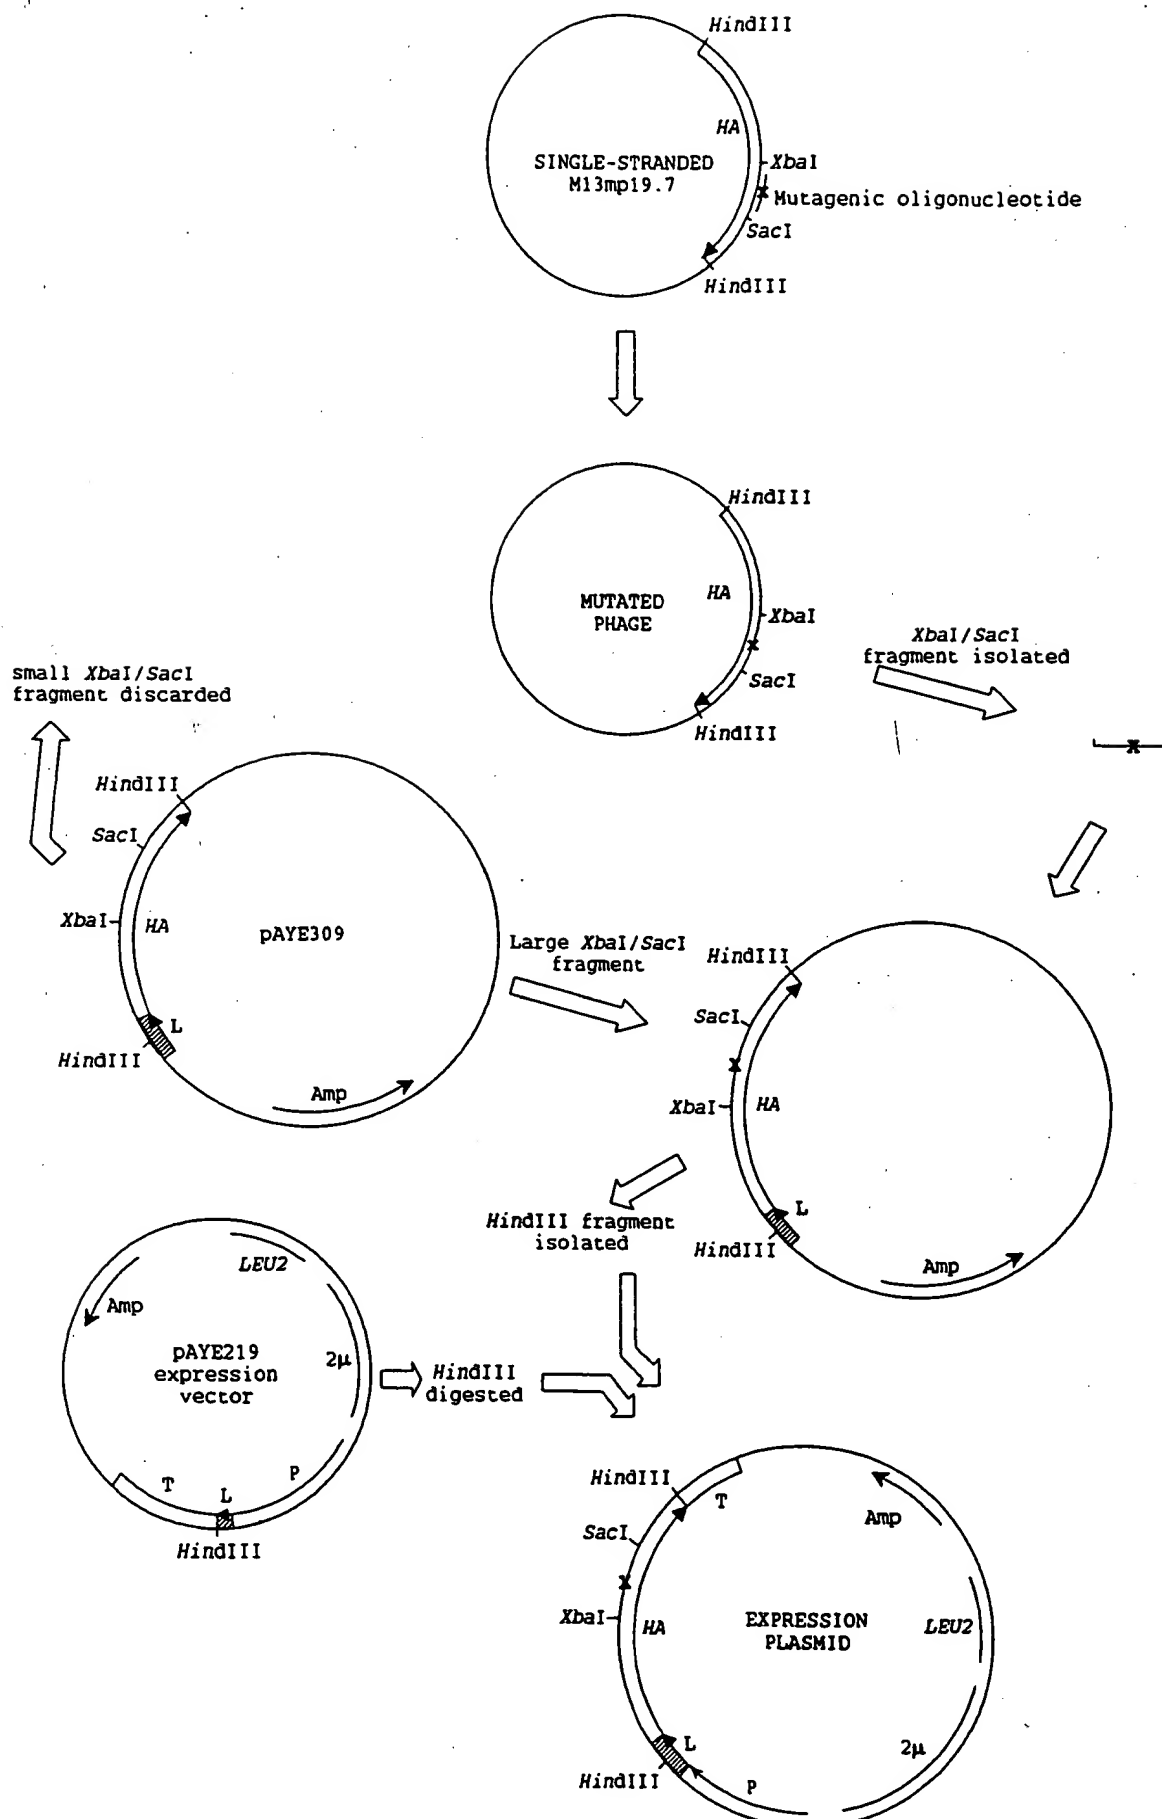 HindIII
HA
SINGLE-STRANDED
M13mp19.7
XbaI
x Mutagenic oligonucleotide
SacI
HindIII
HindIII
HA
MUTATED
PHAGE
XbaI
x
SacI
HindIII
XbaI/SacI
fragment isolated
x
small XbaI/SacI
fragment discarded
HindIII
SacI
XbaI
HA
pAYE309
L
HindIII
Amp
Large XbaI/SacI
fragment
HindIII
SacI
x
XbaI
HA
L
HindIII
Amp
HindIII fragment
isolated
LEU2
Amp
2μ
pAYE219
expression
vector
T
L
P
HindIII
HindIII
digested
HindIII
T
SacI
x
XbaI
HA
EXPRESSION
PLASMID
Amp
LEU2
2μ
L
HindIII
P